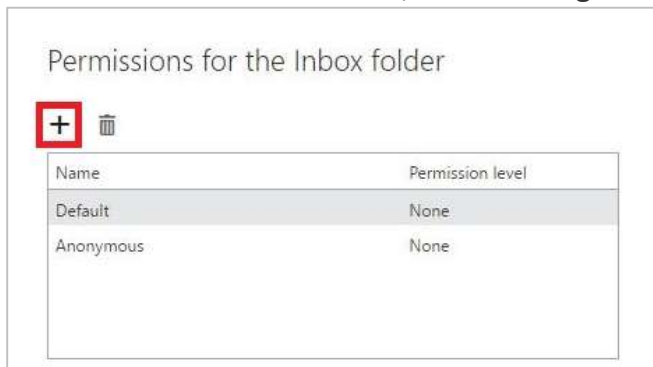 Permissions for the Inbox folder
+
Name Permission level
Default None
Anonymous None